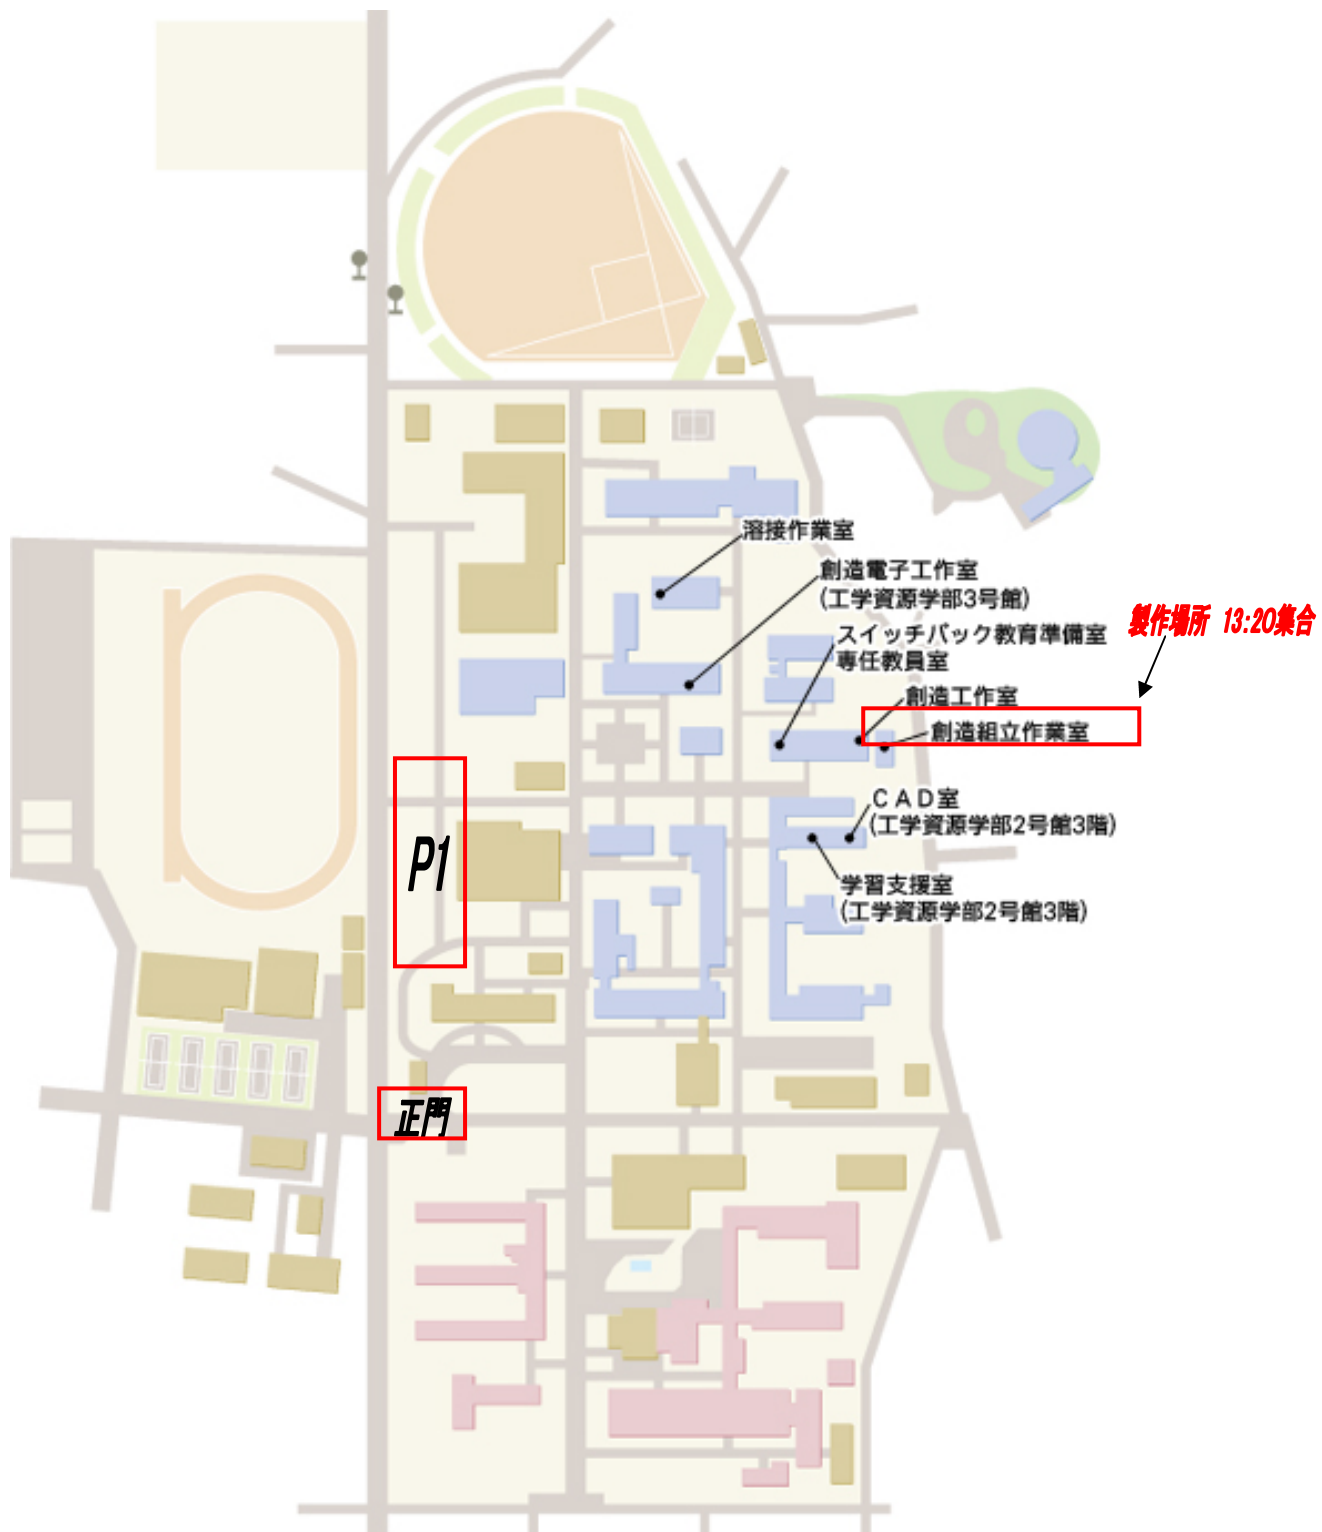 溶接作業室
創造電子工作室
(工学資源学部3号館)
製作場所 13:20集合
スイッチバック教育準備室
専任教員室
創造工作室
創造組立作業室
CAD室
(工学資源学部2号館3階)
P1
学習支援室
(工学資源学部2号館3階)
正門